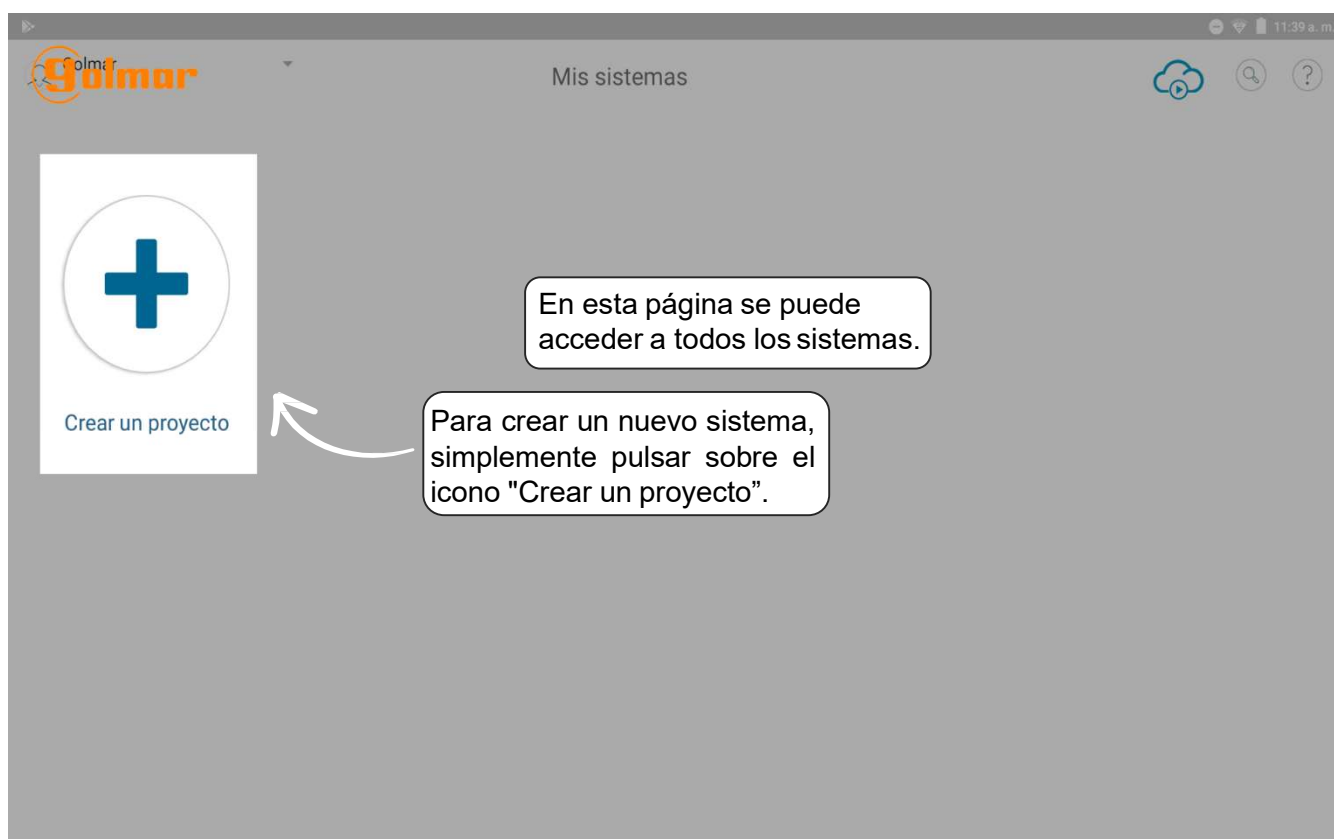 11:39 a. m.
Golmar
golmar
Mis sistemas
En esta página se puede
acceder a todos los sistemas.
Crear un proyecto
Para crear un nuevo sistema,
simplemente pulsar sobre el
icono "Crear un proyecto”.